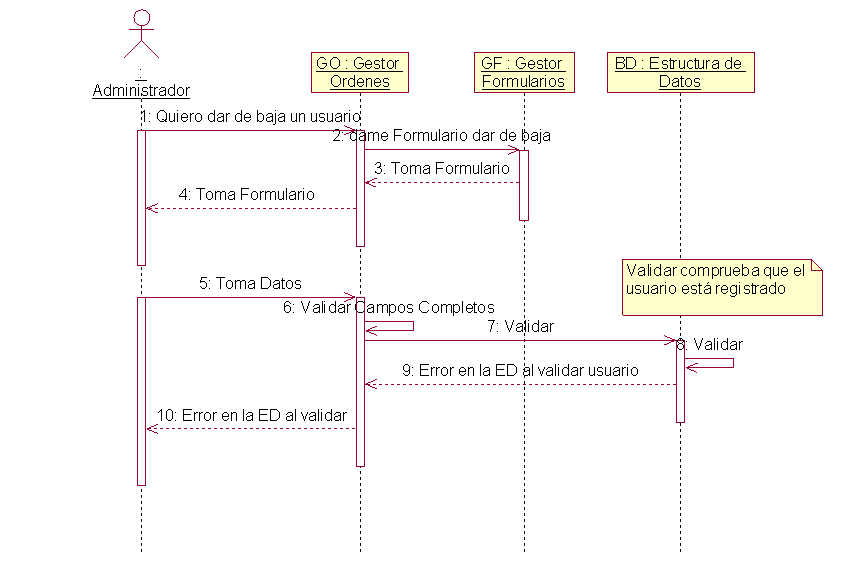 :
Administrador
GO : Gestor
Ordenes
GF : Gestor
Formularios
BD : Estructura de
Datos
1: Quiero dar de baja un usuario
2: dame Formulario dar de baja
3: Toma Formulario
4: Toma Formulario
Validar comprueba que el
usuario está registrado
5: Toma Datos
6: Validar Campos Completos
7: Validar
8: Validar
9: Error en la ED al validar usuario
10: Error en la ED al validar